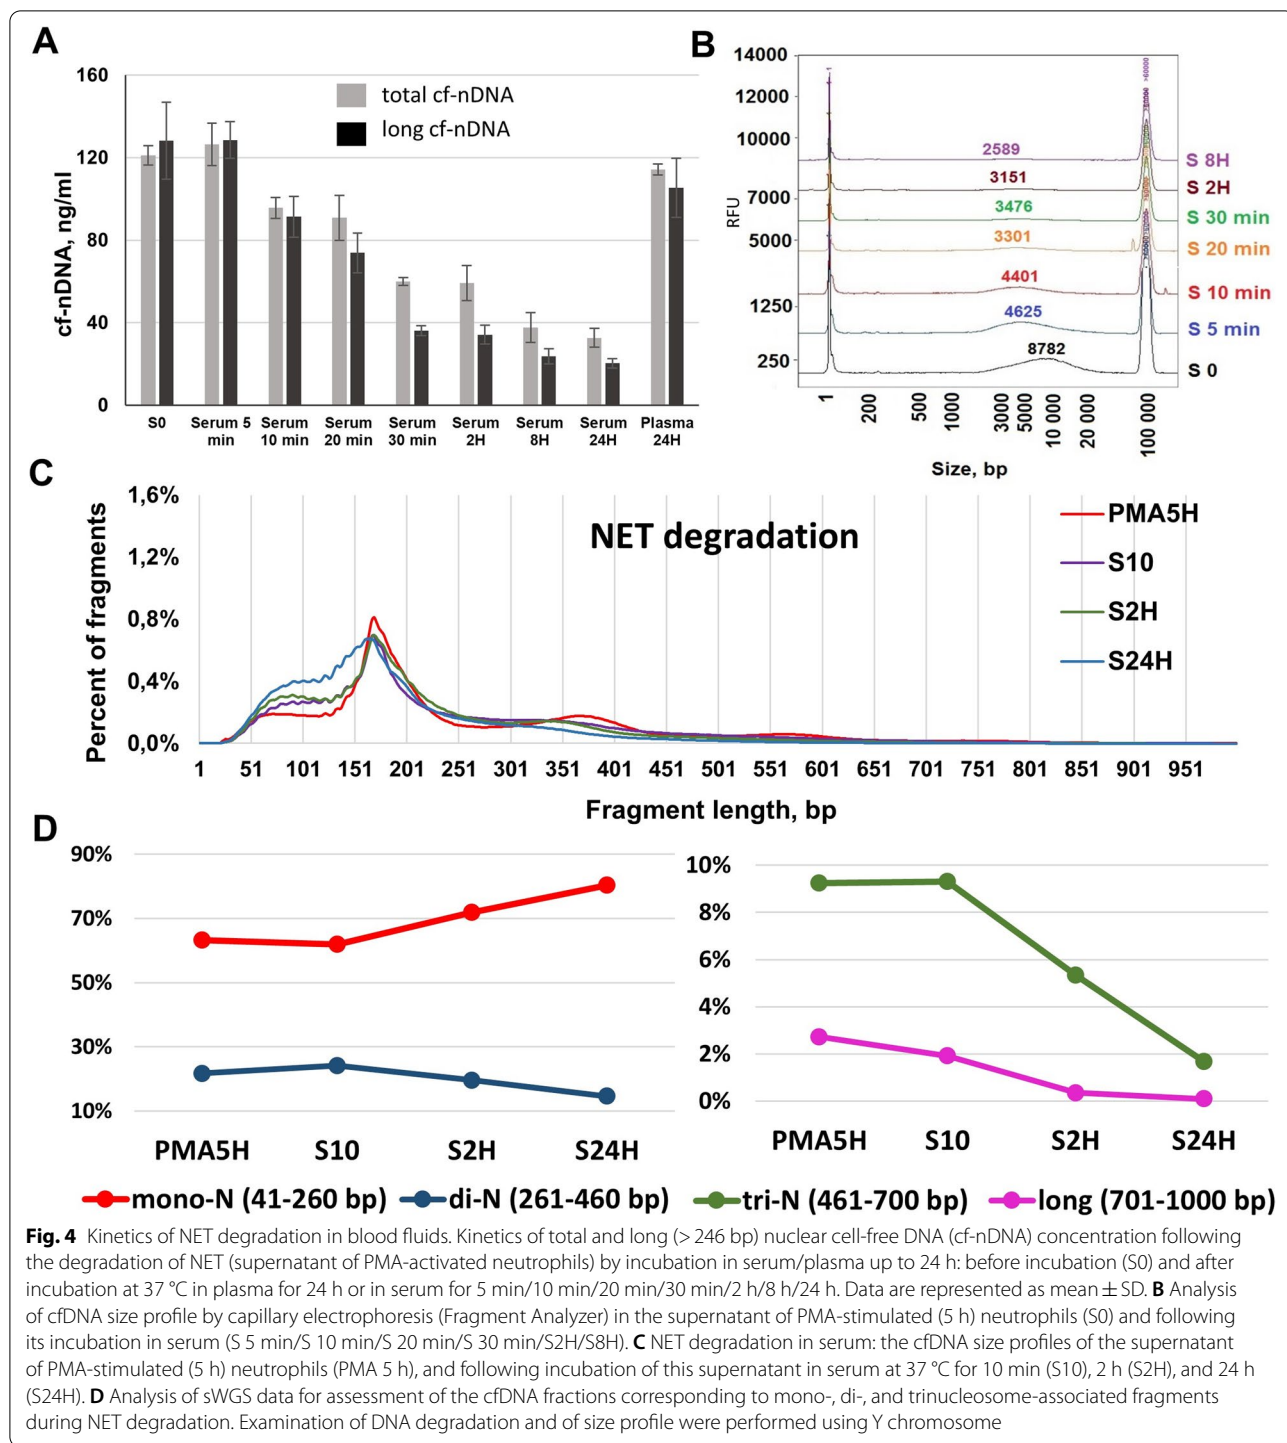 A
160
120
80
40
0
cf-nDNA, ng/ml
total cf-nDNA
long cf-nDNA
S0
Serum 5 min
Serum 10 min
Serum 20 min
Serum 30 min
Serum 2H
Serum 8H
Serum 24H
Plasma 24H
B
14000
12000
10000
7000
5000
1250
250
RFU
2589
3151
3476
3301
4401
4625
8782
S 8H
S 2H
S 30 min
S 20 min
S 10 min
S 5 min
S 0
1
200
500
1000
3000
5000
10 000
20 000
100 000
Size, bp
C
1,6%
1,2%
0,8%
0,4%
0,0%
Percent of fragments
NET degradation
PMA5H
S10
S2H
S24H
1 51 101 151 201 251 301 351 401 451 501 551 601 651 701 751 801 851 901 951
Fragment length, bp
D
90%
70%
50%
30%
10%
PMA5H S10 S2H S24H
10%
8%
6%
4%
2%
0%
PMA5H S10 S2H S24H
mono-N (41-260 bp) di-N (261-460 bp) tri-N (461-700 bp) long (701-1000 bp)
Fig. 4 Kinetics of NET degradation in blood fluids. Kinetics of total and long (> 246 bp) nuclear cell-free DNA (cf-nDNA) concentration following
the degradation of NET (supernatant of PMA-activated neutrophils) by incubation in serum/plasma up to 24 h: before incubation (S0) and after
incubation at 37 °C in plasma for 24 h or in serum for 5 min/10 min/20 min/30 min/2 h/8 h/24 h. Data are represented as mean ± SD. B Analysis
of cfDNA size profile by capillary electophoresis (Fragment Analyzer) in the supernatant of PMA-stimulated (5 h) neutrophils (S0) and following
its incubation in serum (S 5 min/S 10 min/S 20 min/S 30 min/S2H/S8H). C NET degradation in serum: the cfDNA size profiles of the supernatant
of PMA-stimulated (5 h) neutrophils (PMA 5 h), and following incubation of this supernatant in serum at 37 °C for 10 min (S10), 2 h (S2H), and 24 h
(S24H). D Analysis of sWGS data for assessment of the cfDNA fractions corresponding to mono-, di-, and trinucleosome-associated fragments
during NET degradation. Examination of DNA degradation and of size profile were performed using Y chromosome